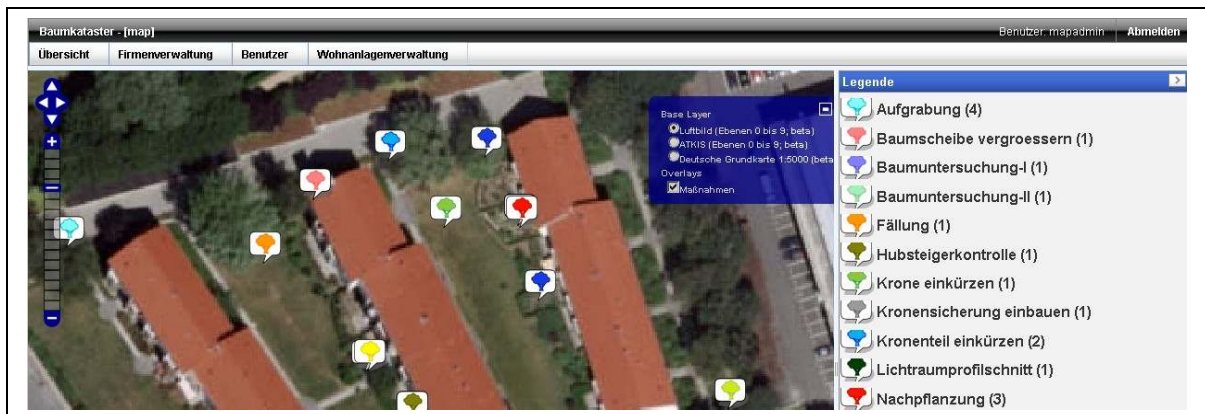 Baumkataster - [map]
Benutzer: mapadmin
Abmelden
Übersicht
Firmenverwaltung
Benutzer
Wohnanlagenverwaltung
Base Layer
Luftbild (Ebenen 0 bis 9; beta)
ATKIS (Ebenen 0 bis 9; beta)
Deutsche Grundkarte 1:5000 (beta
Overlays
Maßnahmen
Legende
Aufgrabung (4)
Baumscheibe vergroessern (1)
Baumuntersuchung-I (1)
Baumuntersuchung-II (1)
Fällung (1)
Hubsteigerkontrolle (1)
Krone einkürzen (1)
Kronensicherung einbauen (1)
Kronenteil einkürzen (2)
Lichtraumprofilschnitt (1)
Nachpflanzung (3)